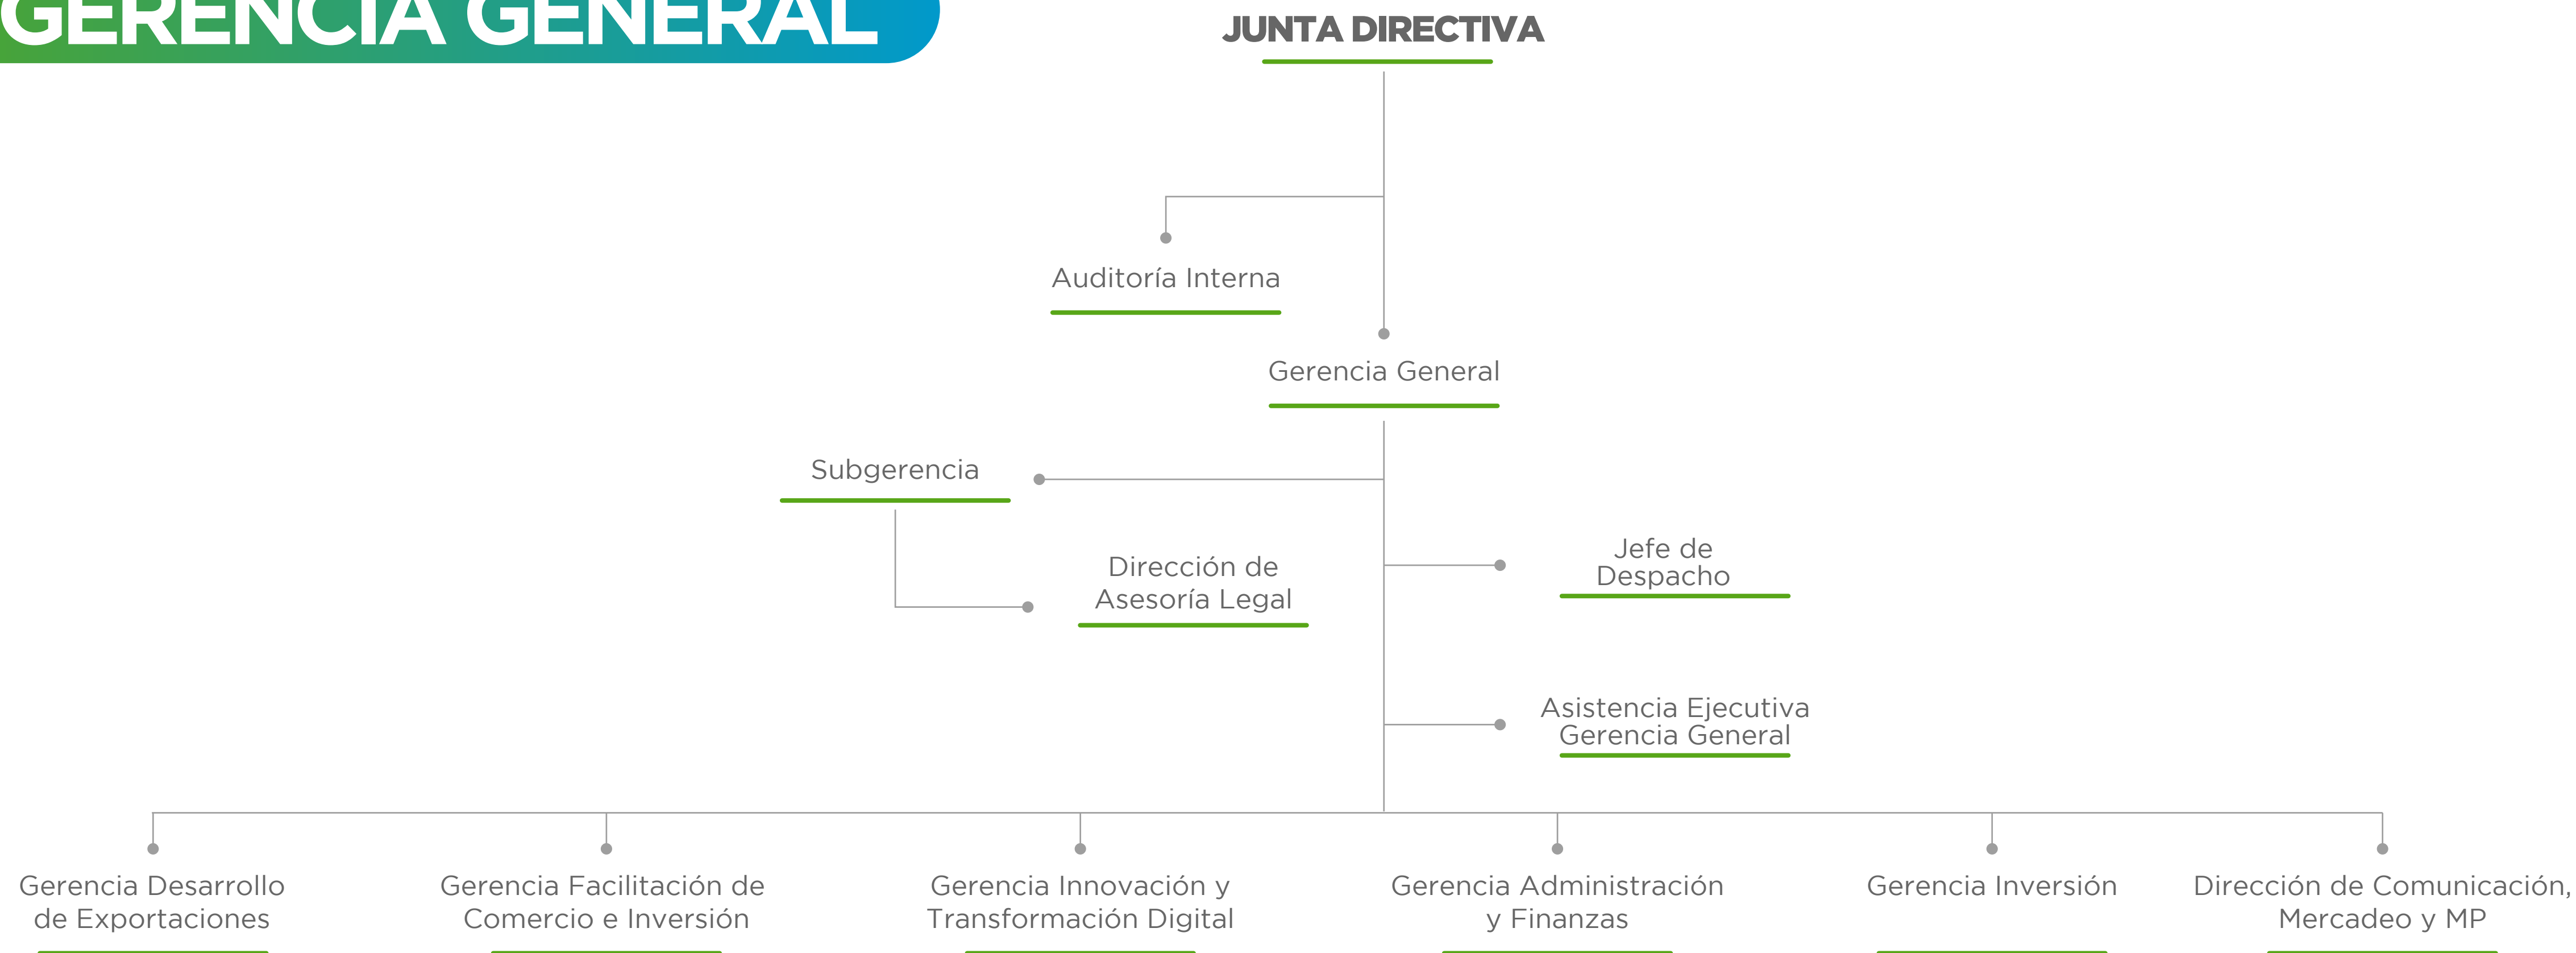 GERENCIA GENERAL
JUNTA DIRECTIVA
Auditoría Interna
Gerencia General
Subgerencia
Dirección de
Asesoría Legal
Jefe de
Despacho
Asistencia Ejecutiva
Gerencia General
Gerencia Desarrollo
de Exportaciones
Gerencia Facilitación de
Comercio e Inversión
Gerencia Innovación y
Transformación Digital
Gerencia Administración
y Finanzas
Gerencia Inversión
Dirección de Comunicación,
Mercadeo y MP